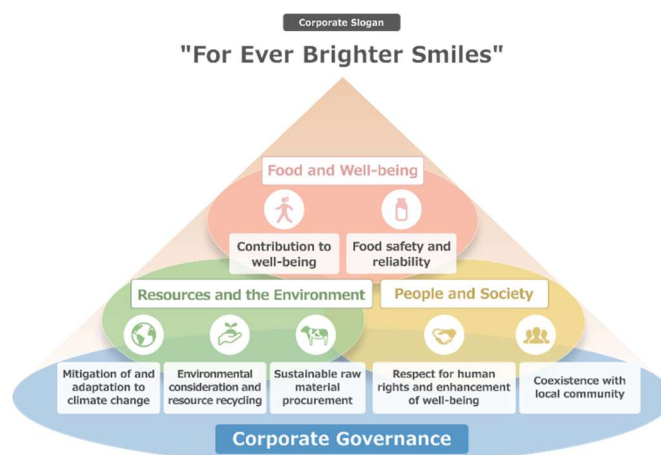 Corporate Slogan
"For Ever Brighter Smiles"
Food and Well-being
Contribution to
well-being
Food safety and
reliability
Resources and the Environment
People and Society
Mitigation of and
adaptation to
climate change
Environmental
consideration and
resource recycling
Sustainable raw
material
procurement
Respect for human
rights and enhancement
of well-being
Coexistence with
local community
Corporate Governance